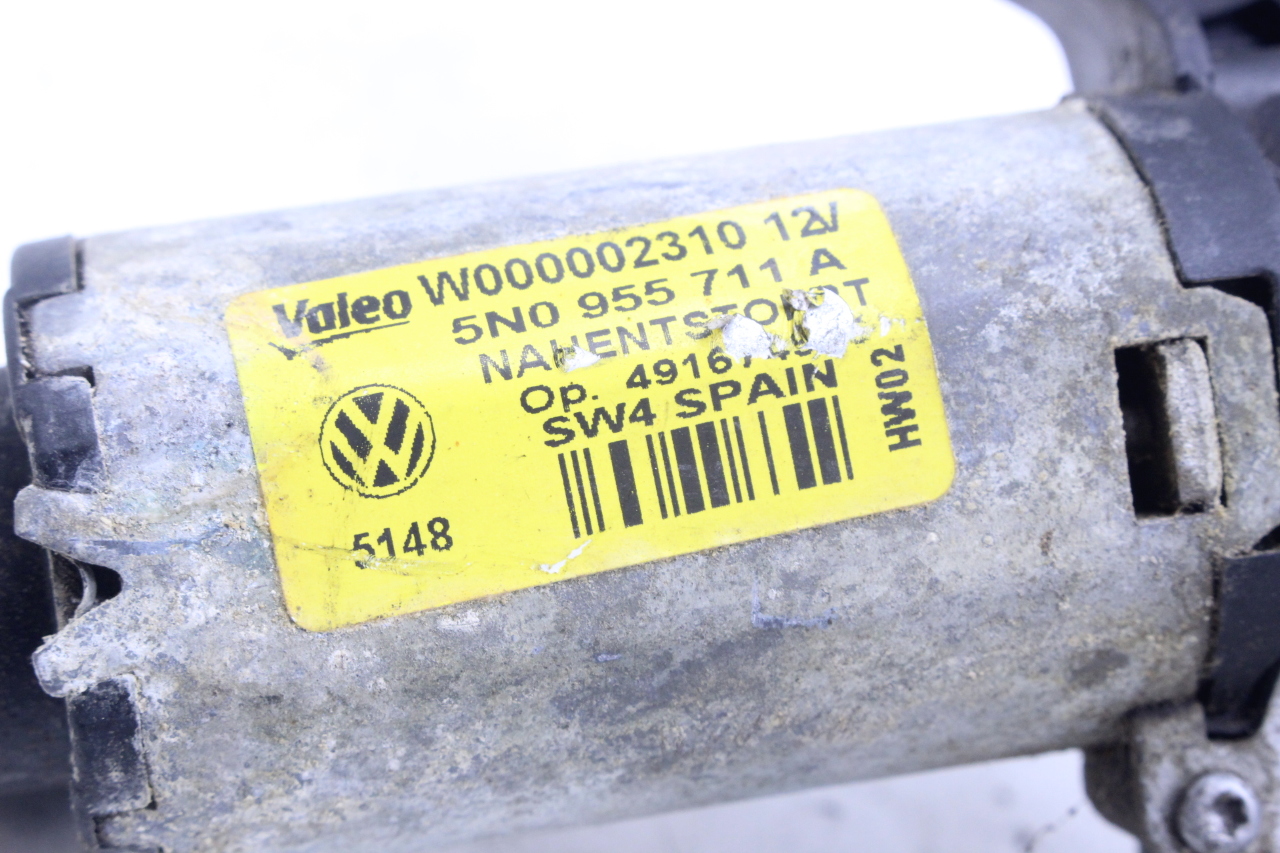 Valeo W000002310 12V
5N0 955 711 A
Op.
SW4 SPAIN
HW02
5148